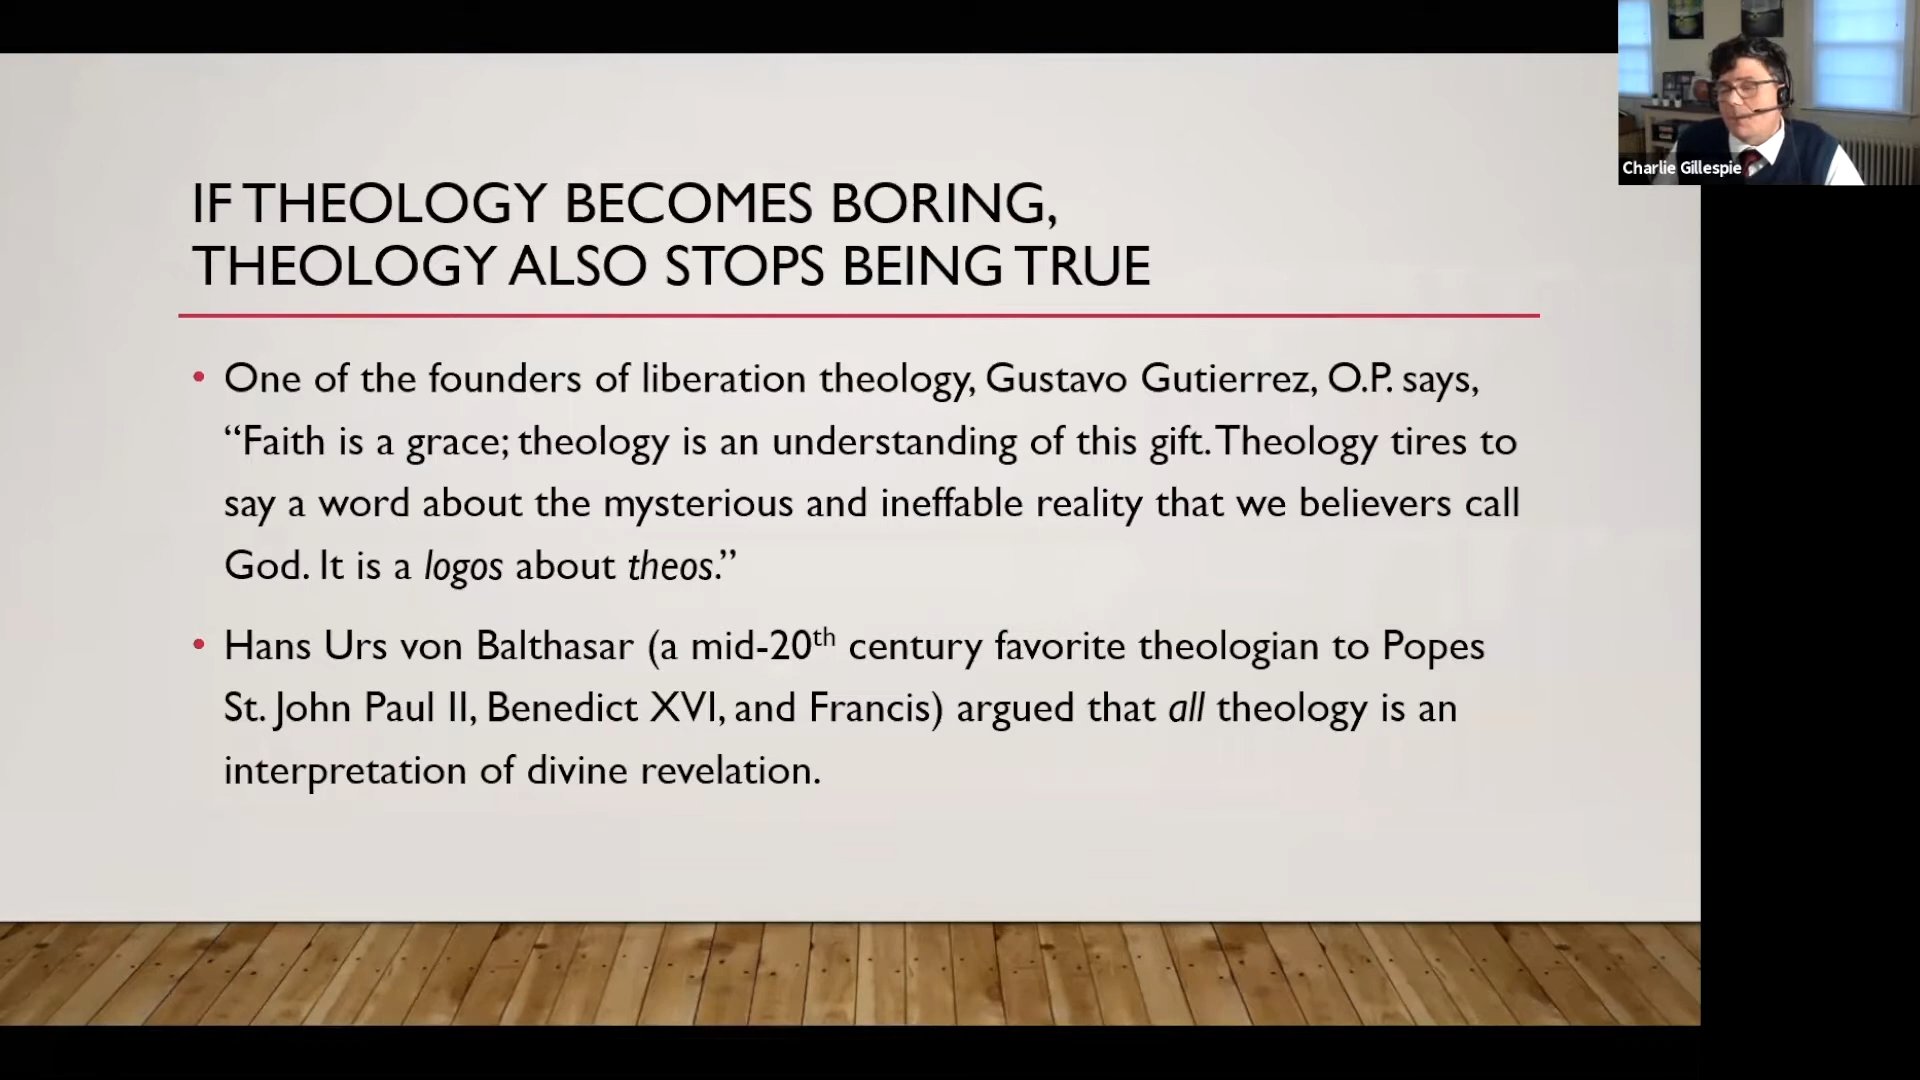 Charlie Gillespie
IF THEOLOGY BECOMES BORING,
THEOLOGY ALSO STOPS BEING TRUE
• One of the founders of liberation theology, Gustavo Gutierrez, O.P. says,
“Faith is a grace; theology is an understanding of this gift. Theology tires to
say a word about the mysterious and ineffable reality that we believers call
God. It is a logos about theos.”
• Hans Urs von Balthasar (a mid-20th century favorite theologian to Popes
St. John Paul II, Benedict XVI, and Francis) argued that all theology is an
interpretation of divine revelation.